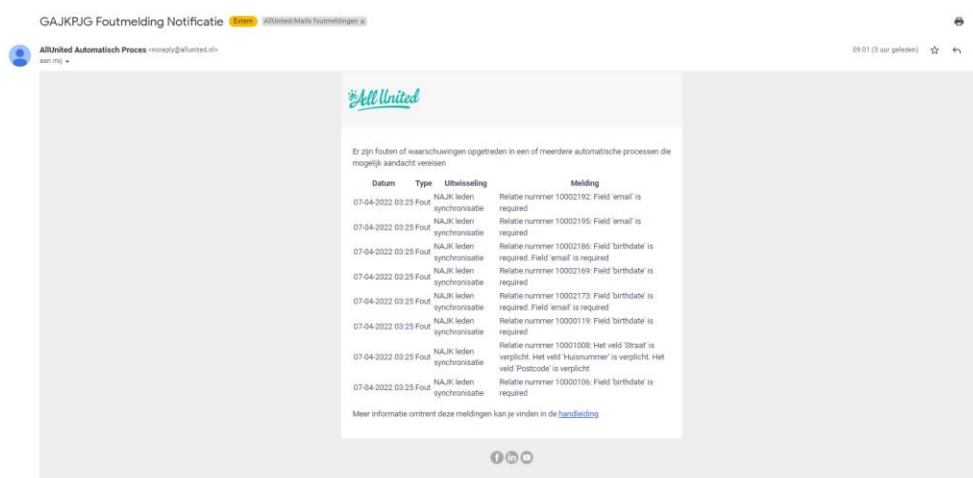 GAJKPJG Foutmelding Notificatie Extern AllUnited/Mails foutmeldingen x
AllUnited Automatisch Proces <noreply@allunited.nl>
09:01 (3 uur geleden)
aan mij
All United
Er zijn fouten of waarschuwingen opgetreden in een of meerdere automatische processen die
mogelijk aandacht vereisen
Datum Type Uitwisseling Melding
07-04-2022 03:25 Fout NAJK leden synchronisatie Relatie nummer 10002192: Field 'email' is
required
07-04-2022 03:25 Fout NAJK leden synchronisatie Relatie nummer 10002195: Field 'email' is
required
07-04-2022 03:25 Fout NAJK leden synchronisatie Relatie nummer 10002186: Field 'birthdate' is
required. Field 'email' is required
07-04-2022 03:25 Fout NAJK leden synchronisatie Relatie nummer 10002169: Field 'birthdate' is
required
07-04-2022 03:25 Fout NAJK leden synchronisatie Relatie nummer 10002173: Field 'birthdate' is
required. Field 'email' is required
07-04-2022 03:25 Fout NAJK leden synchronisatie Relatie nummer 10000119: Field 'birthdate' is
required
07-04-2022 03:25 Fout NAJK leden synchronisatie Relatie nummer 10001008: Het veld 'Straat' is
verplicht. Het veld 'Huisnummer' is verplicht. Het
veld 'Postcode' is verplicht
07-04-2022 03:25 Fout NAJK leden synchronisatie Relatie nummer 10000106: Field 'birthdate' is
required
Meer informatie omtrent deze meldingen kan je vinden in de handleiding